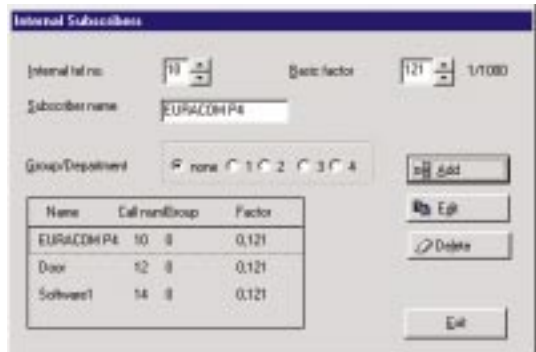 Internal Subscribers
Internal tel no. 10 Basic factor 121 1/1000
Subscriber name EURACOM P4
Group/Department none 1 2 3 4
Add
Name Call num Group Factor
Edit
EURACOM P4 10 0 0,121
Delete
Door 12 0 0,121
Software1 14 0 0,121
Exit